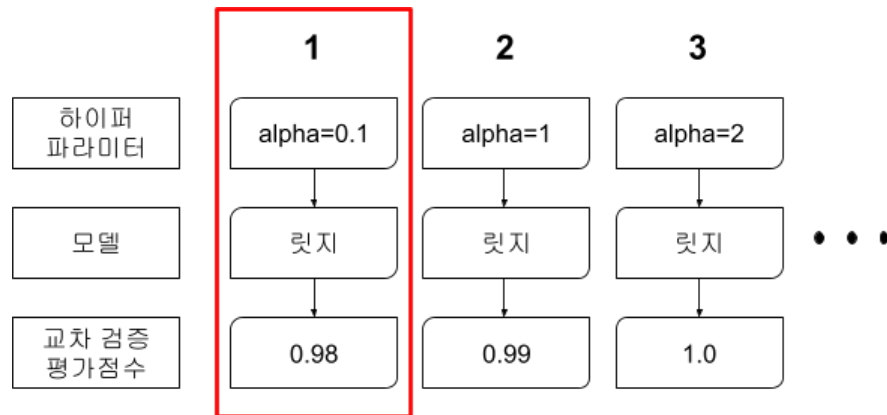 1 2 3
하이퍼
파라미터
alpha=0.1 alpha=1 alpha=2
모델 릿지 릿지 릿지
교차 검증
평가점수
0.98 0.99 1.0